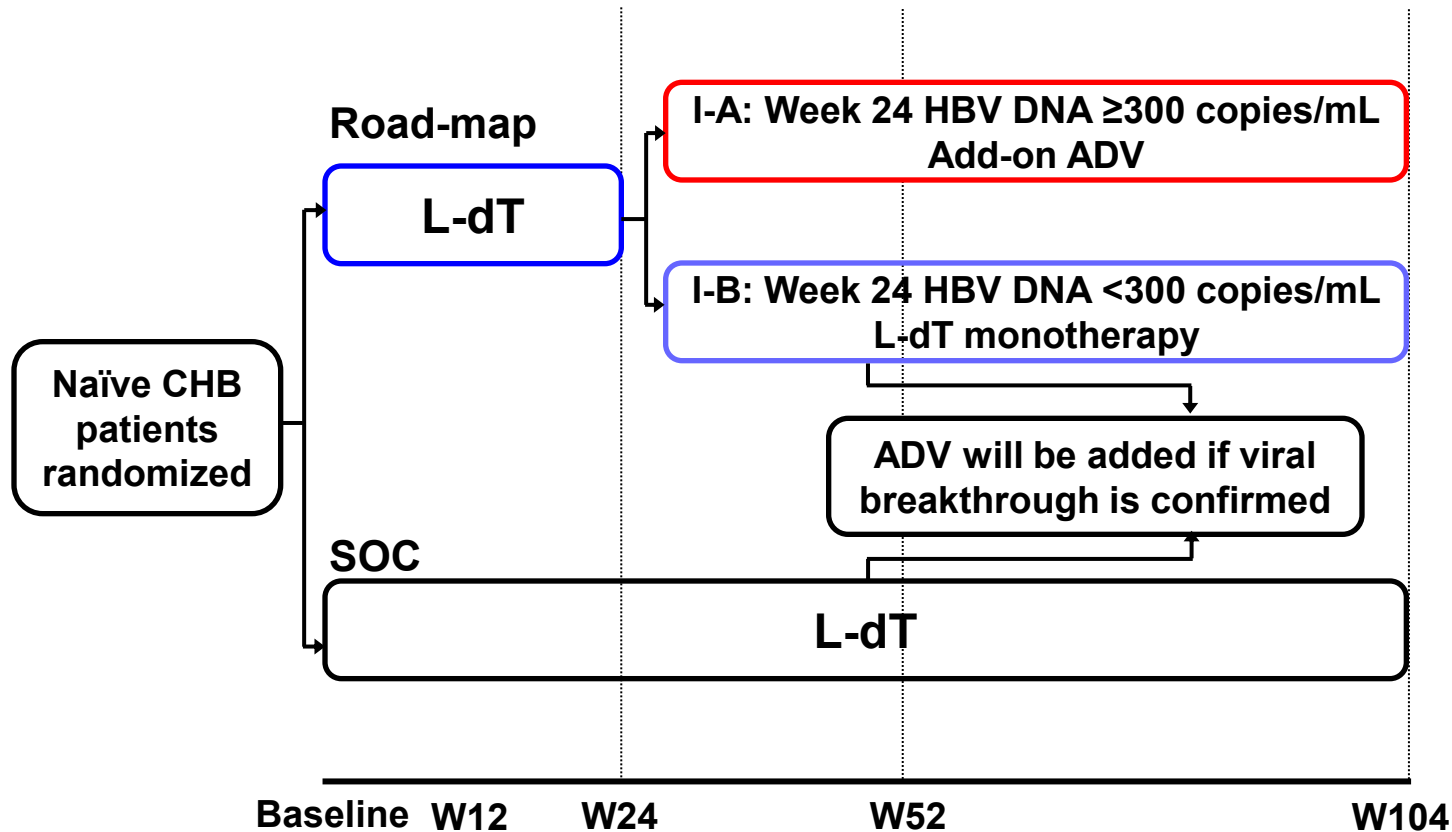 Road-map
L-dT
I-A: Week 24 HBV DNA ≥300 copies/mL
Add-on ADV
I-B: Week 24 HBV DNA <300 copies/mL
L-dT monotherapy
Naïve CHB
patients
randomized
ADV will be added if viral
breakthrough is confirmed
SOC
L-dT
Baseline W12 W24 W52 W104